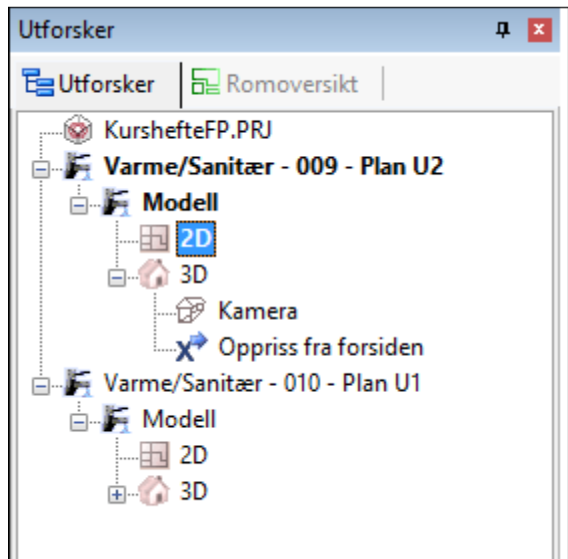 Utforsker
Utforsker Romoversikt
KurshefteFP.PRJ
Varme/Sanitær - 009 - Plan U2
Modell
2D
3D
Kamera
Oppriss fra forsiden
Varme/Sanitær - 010 - Plan U1
Modell
2D
3D